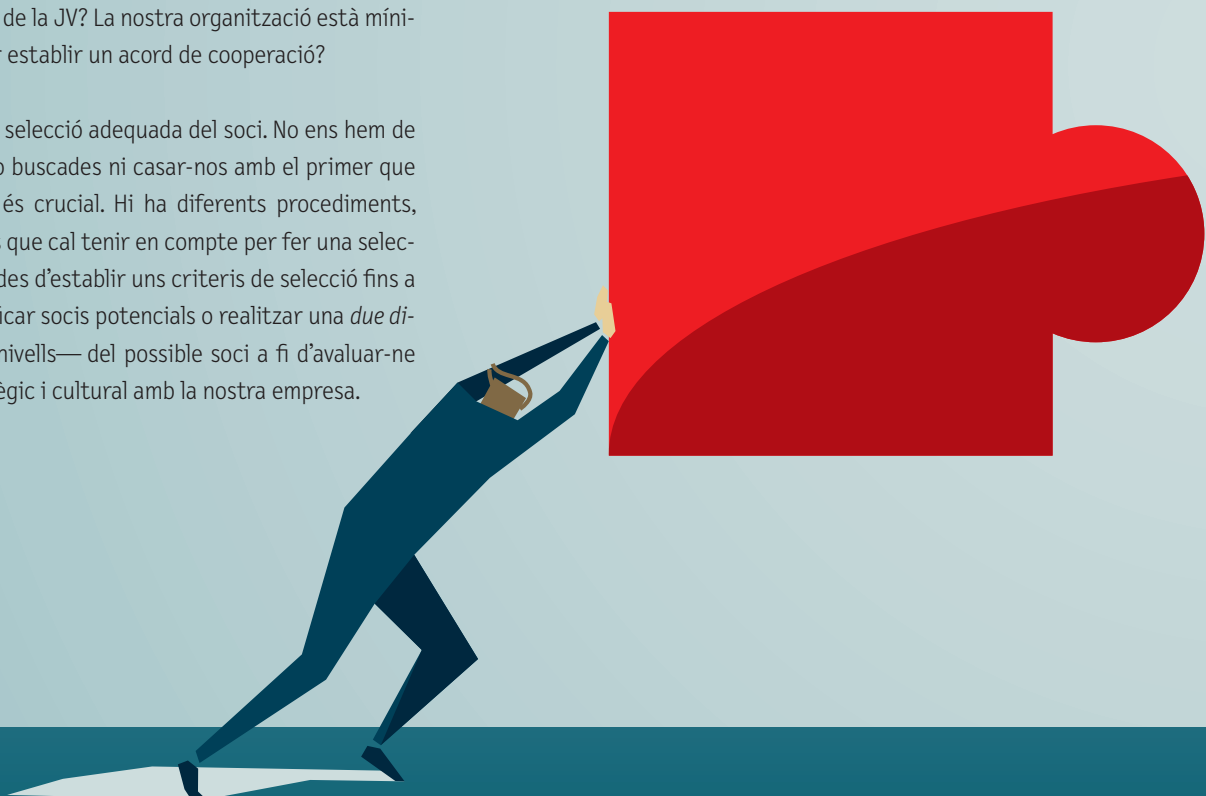 de la JV? La nostra organització està míni-
r establir un acord de cooperació?
selecció adequada del soci. No ens hem de
o buscades ni casar-nos amb el primer que
és crucial. Hi ha diferents procediments,
s que cal tenir en compte per fer una selec-
des d'establir uns criteris de selecció fins a
icar socis potencials o realitzar una due di-
nivells— del possible soci a fi d'avaluar-ne
ègic i cultural amb la nostra empresa.